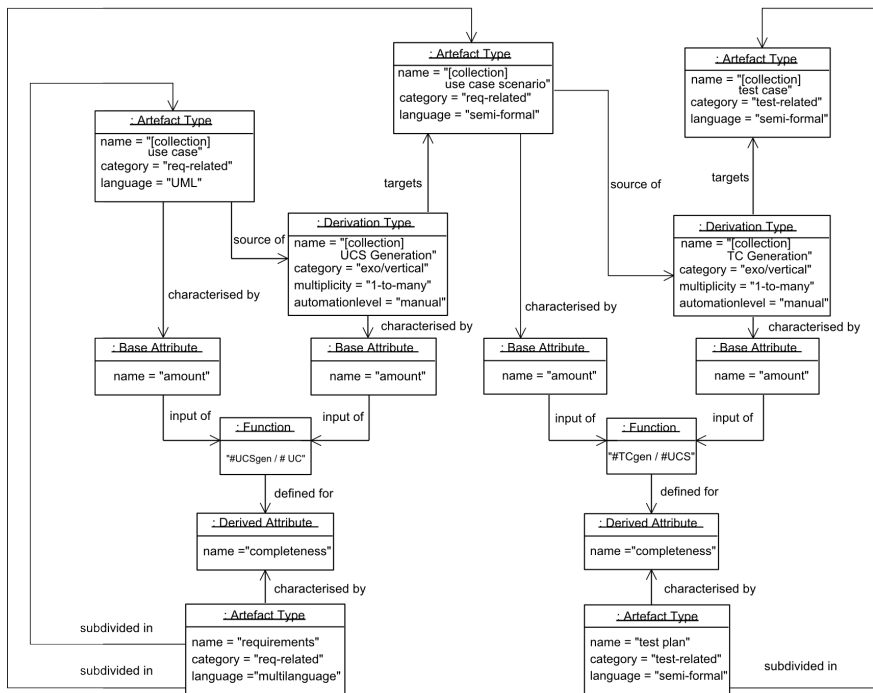 : Artefact Type
name = "[collection]
use case scenario"
category = "req-related"
language = "semi-formal"
: Artefact Type
name = "[collection]
test case"
category = "test-related"
language = "semi-formal"
: Artefact Type
name = "[collection]
use case"
category = "req-related"
language = "UML"
targets
source of
targets
source of
: Derivation Type
name = "[collection]
UCS Generation"
category = "exo/vertical"
multiplicity = "1-to-many"
automationlevel = "manual"
: Derivation Type
name = "[collection]
TC Generation"
category = "exo/vertical"
multiplicity = "1-to-many"
automationlevel = "manual"
characterised by
characterised by
characterised by
characterised by
: Base Attribute
name = "amount"
: Base Attribute
name = "amount"
: Base Attribute
name = "amount"
: Base Attribute
name = "amount"
input of
input of
input of
input of
: Function
"#UCSgen / # UC"
: Function
"#TCgen / #UCS"
defined for
defined for
: Derived Attribute
name ="completeness"
: Derived Attribute
name ="completeness"
characterised by
characterised by
subdivided in
subdivided in
: Artefact Type
name = "requirements"
category = "req-related"
language ="multilanguage"
: Artefact Type
name = "test plan"
category = "test-related"
language = "semi-formal"
subdivided in